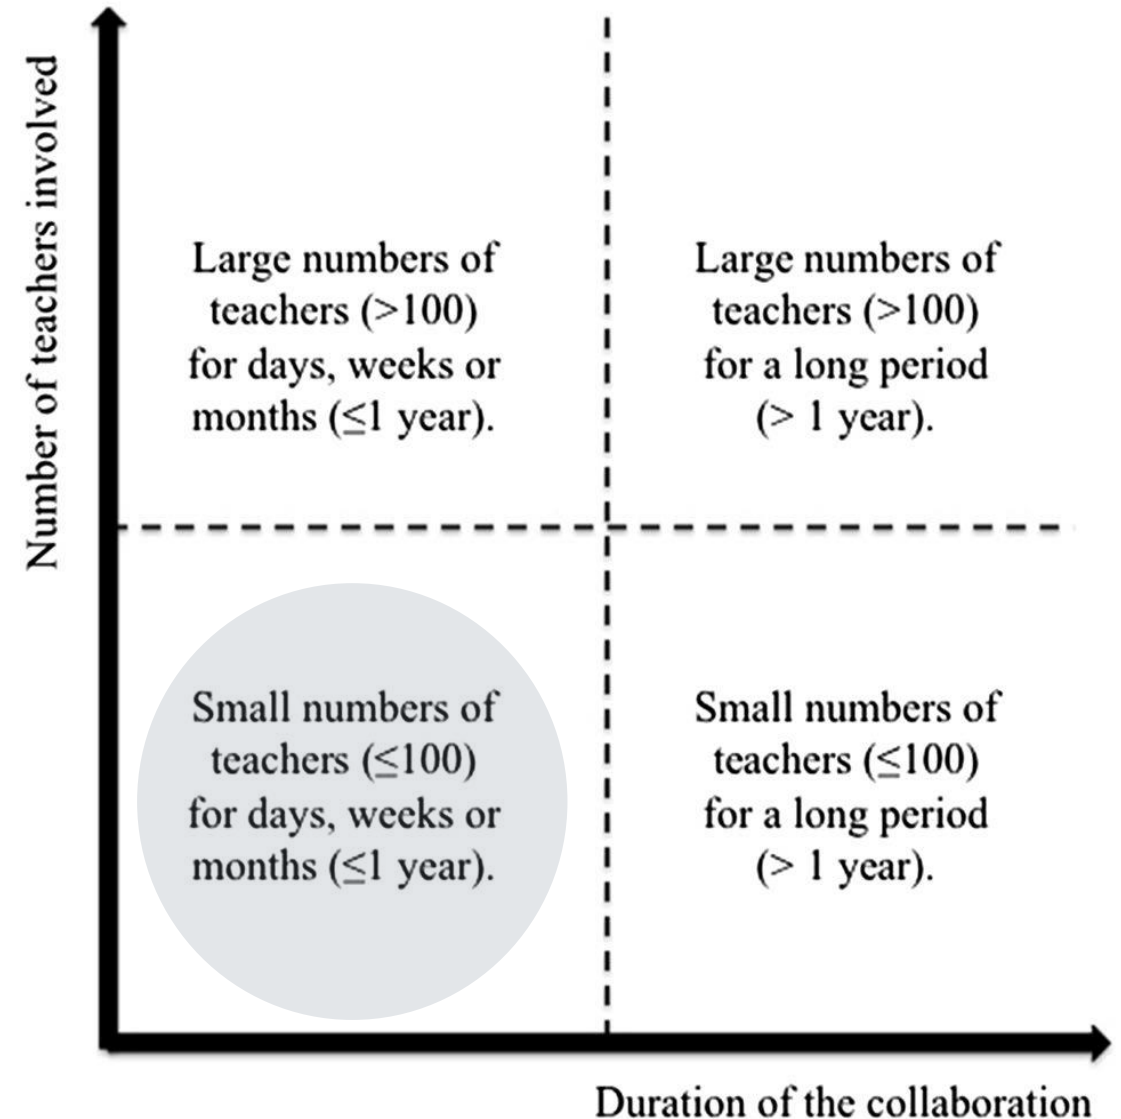 Number of teachers involved
Large numbers of
teachers (>100)
for days, weeks or
months (≤1 year).
Large numbers of
teachers (>100)
for a long period
(> 1 year).
Small numbers of
teachers (≤100)
for days, weeks or
months (≤1 year).
Small numbers of
teachers (≤100)
for a long period
(> 1 year).
Duration of the collaboration